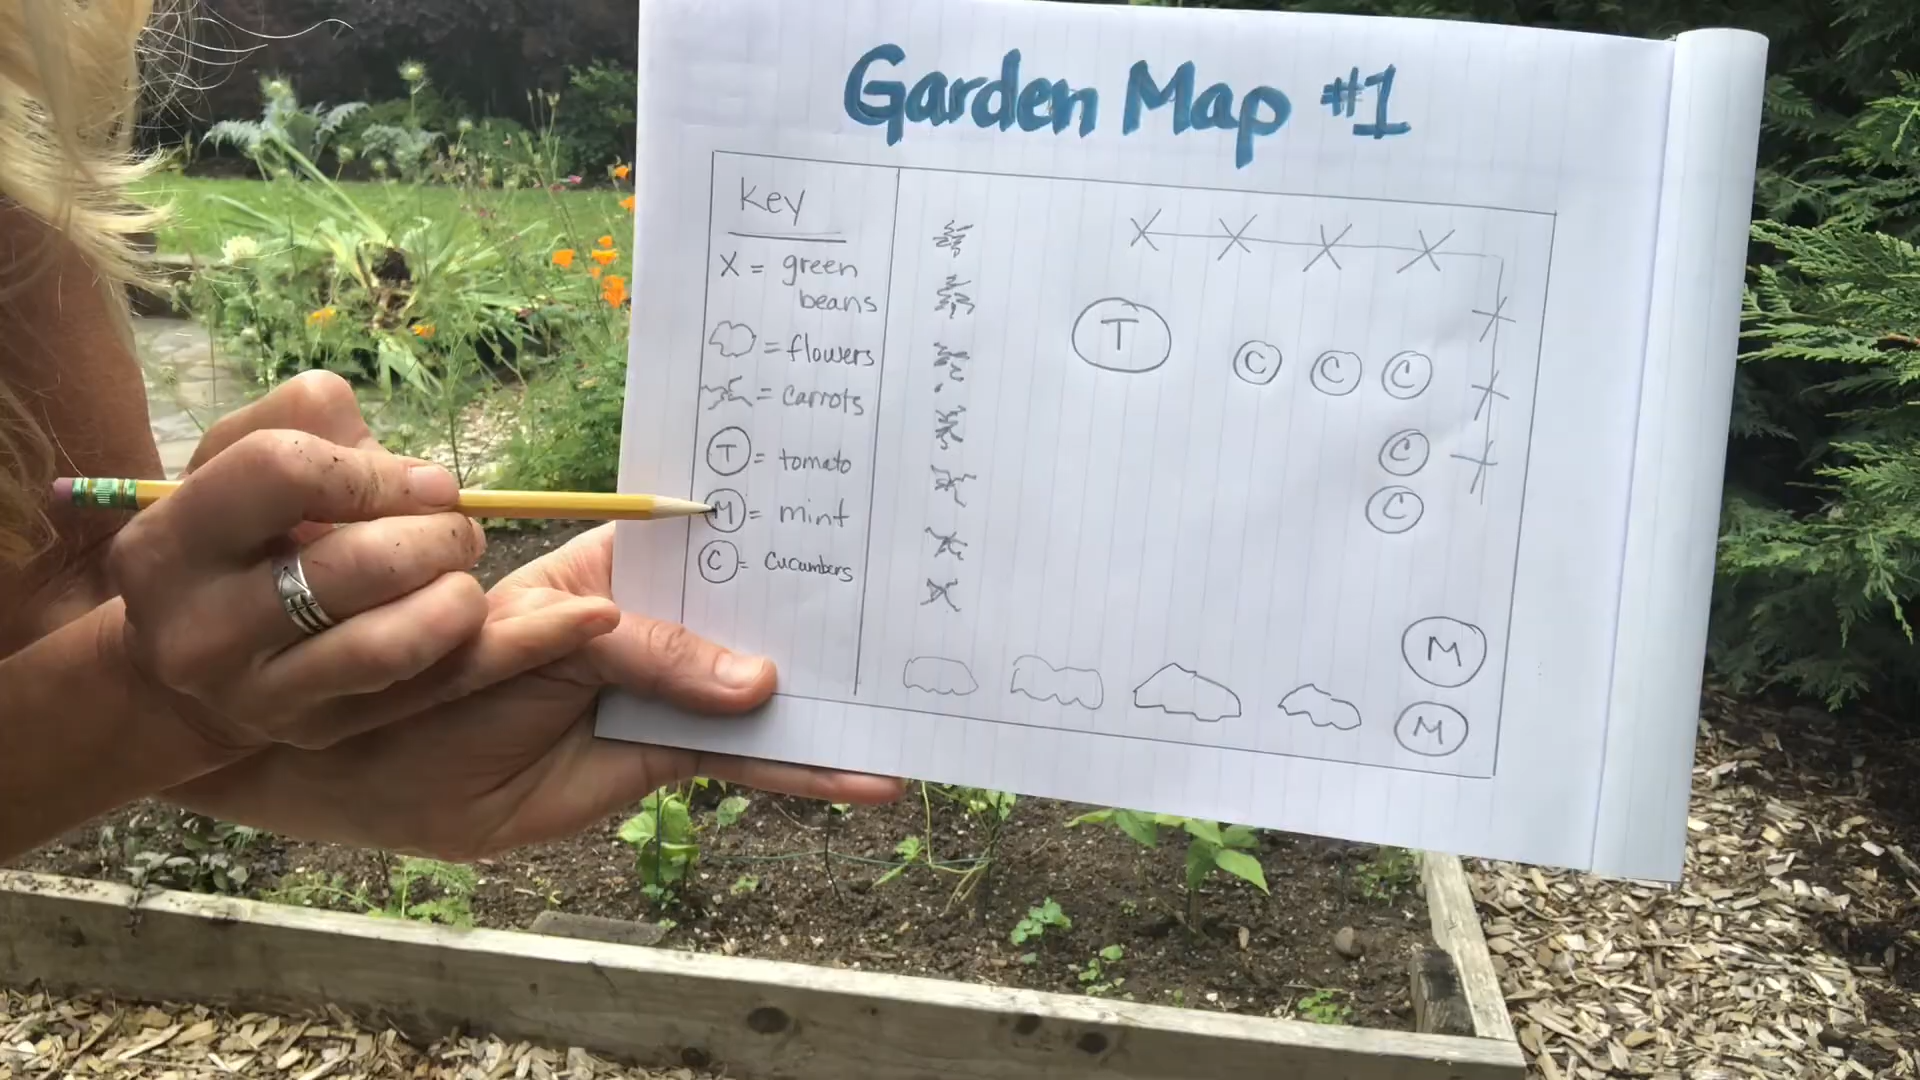 Garden Map #1
Key
X = green
beans
= flowers
= carrots
T = tomato
M = mint
C = cucumbers
X X X X
X
T C C C
X
C X
C
M
M